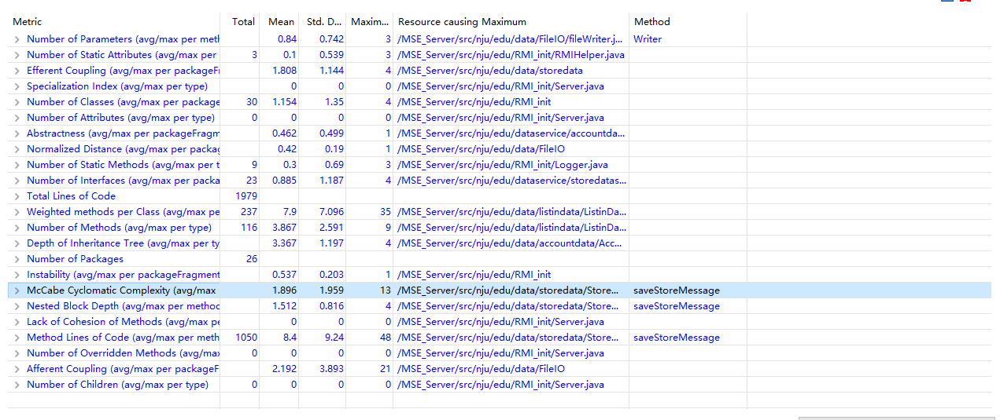 Metric Total Mean Std. D... Maxim... Resource causing Maximum Method
Number of Parameters (avg/max per meth 0.84 0.742 3 /MSE_Server/src/nju/edu/data/FileIO/fileWriter.j... Writer
Number of Static Attributes (avg/max per 3 0.1 0.539 3 /MSE_Server/src/nju/edu/RMI_init/RMIHelper.java
Efferent Coupling (avg/max per packageFr 1.808 1.144 4 /MSE_Server/src/nju/edu/data/storedata
Specialization Index (avg/max per type) 0 0 0 /MSE_Server/src/nju/edu/RMI_init/Server.java
Number of Classes (avg/max per package 30 1.154 1.35 4 /MSE_Server/src/nju/edu/RMI_init
Number of Attributes (avg/max per type) 0 0 0 0 /MSE_Server/src/nju/edu/RMI_init/Server.java
Abstractness (avg/max per packageFragm 0.462 0.499 1 /MSE_Server/src/nju/edu/dataservice/accountda...
Normalized Distance (avg/max per packag 0.42 0.19 1 /MSE_Server/src/nju/edu/data/FileIO
Number of Static Methods (avg/max per t 9 0.3 0.69 3 /MSE_Server/src/nju/edu/RMI_init/Logger.java
Number of Interfaces (avg/max per packa 23 0.885 1.187 4 /MSE_Server/src/nju/edu/dataservice/storedatas...
Total Lines of Code 1979
Weighted methods per Class (avg/max pe 237 7.9 7.096 35 /MSE_Server/src/nju/edu/data/listindata/ListinDa...
Number of Methods (avg/max per type) 116 3.867 2.591 9 /MSE_Server/src/nju/edu/data/listindata/ListinDa...
Depth of Inheritance Tree (avg/max per ty 3.367 1.197 4 /MSE_Server/src/nju/edu/data/accountdata/Acc...
Number of Packages 26
Instability (avg/max per packageFragment 0.537 0.203 1 /MSE_Server/src/nju/edu/RMI_init
McCabe Cyclomatic Complexity (avg/max 1.896 1.959 13 /MSE_Server/src/nju/edu/data/storedata/Store... saveStoreMessage
Nested Block Depth (avg/max per method 1.512 0.816 4 /MSE_Server/src/nju/edu/data/storedata/Store... saveStoreMessage
Lack of Cohesion of Methods (avg/max pe 0 0 0 /MSE_Server/src/nju/edu/RMI_init/Server.java
Method Lines of Code (avg/max per meth 1050 8.4 9.24 48 /MSE_Server/src/nju/edu/data/storedata/Store... saveStoreMessage
Number of Overridden Methods (avg/max 0 0 0 0 /MSE_Server/src/nju/edu/RMI_init/Server.java
Afferent Coupling (avg/max per packageF 2.192 3.893 21 /MSE_Server/src/nju/edu/data/FileIO
Number of Children (avg/max per type) 0 0 0 0 /MSE_Server/src/nju/edu/RMI_init/Server.java